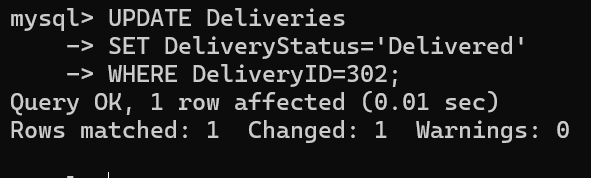 mysql> UPDATE Deliveries
    -> SET DeliveryStatus='Delivered'
    -> WHERE DeliveryID=302;
Query OK, 1 row affected (0.01 sec)
Rows matched: 1  Changed: 1  Warnings: 0